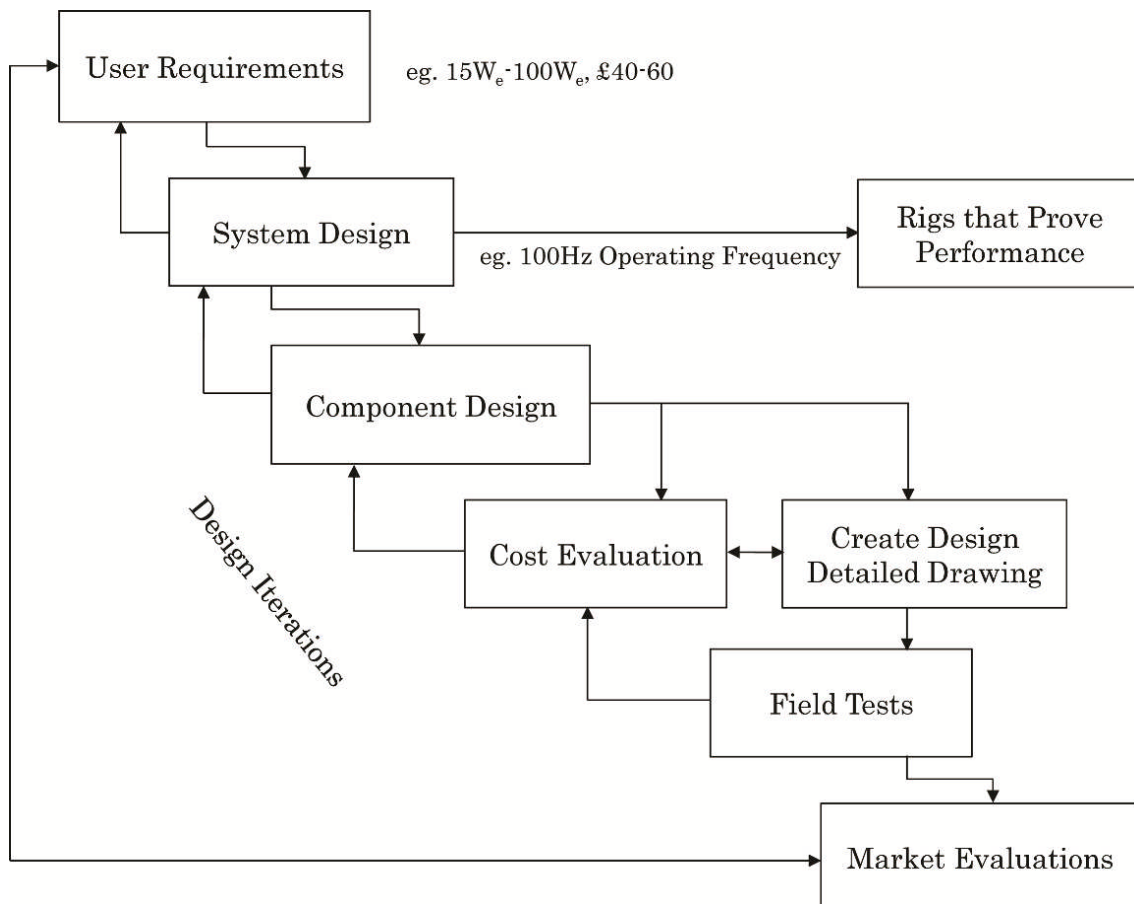 User Requirements
eg. 15Wₑ-100Wₑ, £40-60
System Design
eg. 100Hz Operating Frequency
Rigs that Prove
Performance
Component Design
Cost Evaluation
Create Design
Detailed Drawing
Design Iterations
Field Tests
Market Evaluations